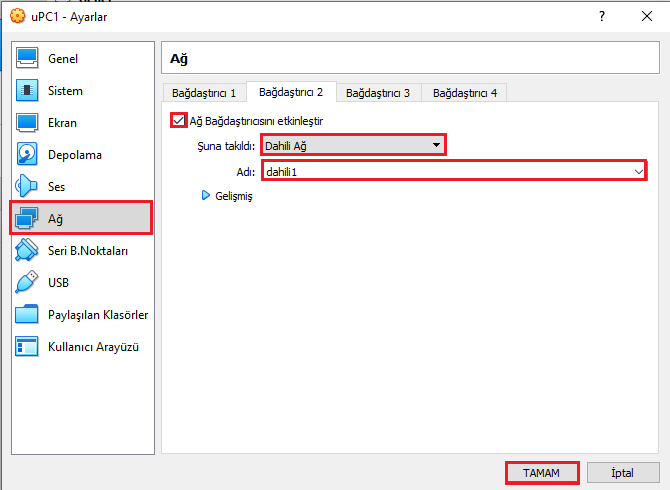 uPC1 - Ayarlar
?
Genel
Sistem
Ekran
Depolama
Ses
Ağ
Seri B.Noktaları
USB
Paylaşılan Klasörler
Kullanıcı Arayüzü
Ağ
Bağdaştırıcı 1 Bağdaştırıcı 2 Bağdaştırıcı 3 Bağdaştırıcı 4
Ağ Bağdaştırıcısını etkinleştir
Şuna takıldı: Dahili Ağ
Adı: dahili1
Gelişmiş
TAMAM İptal